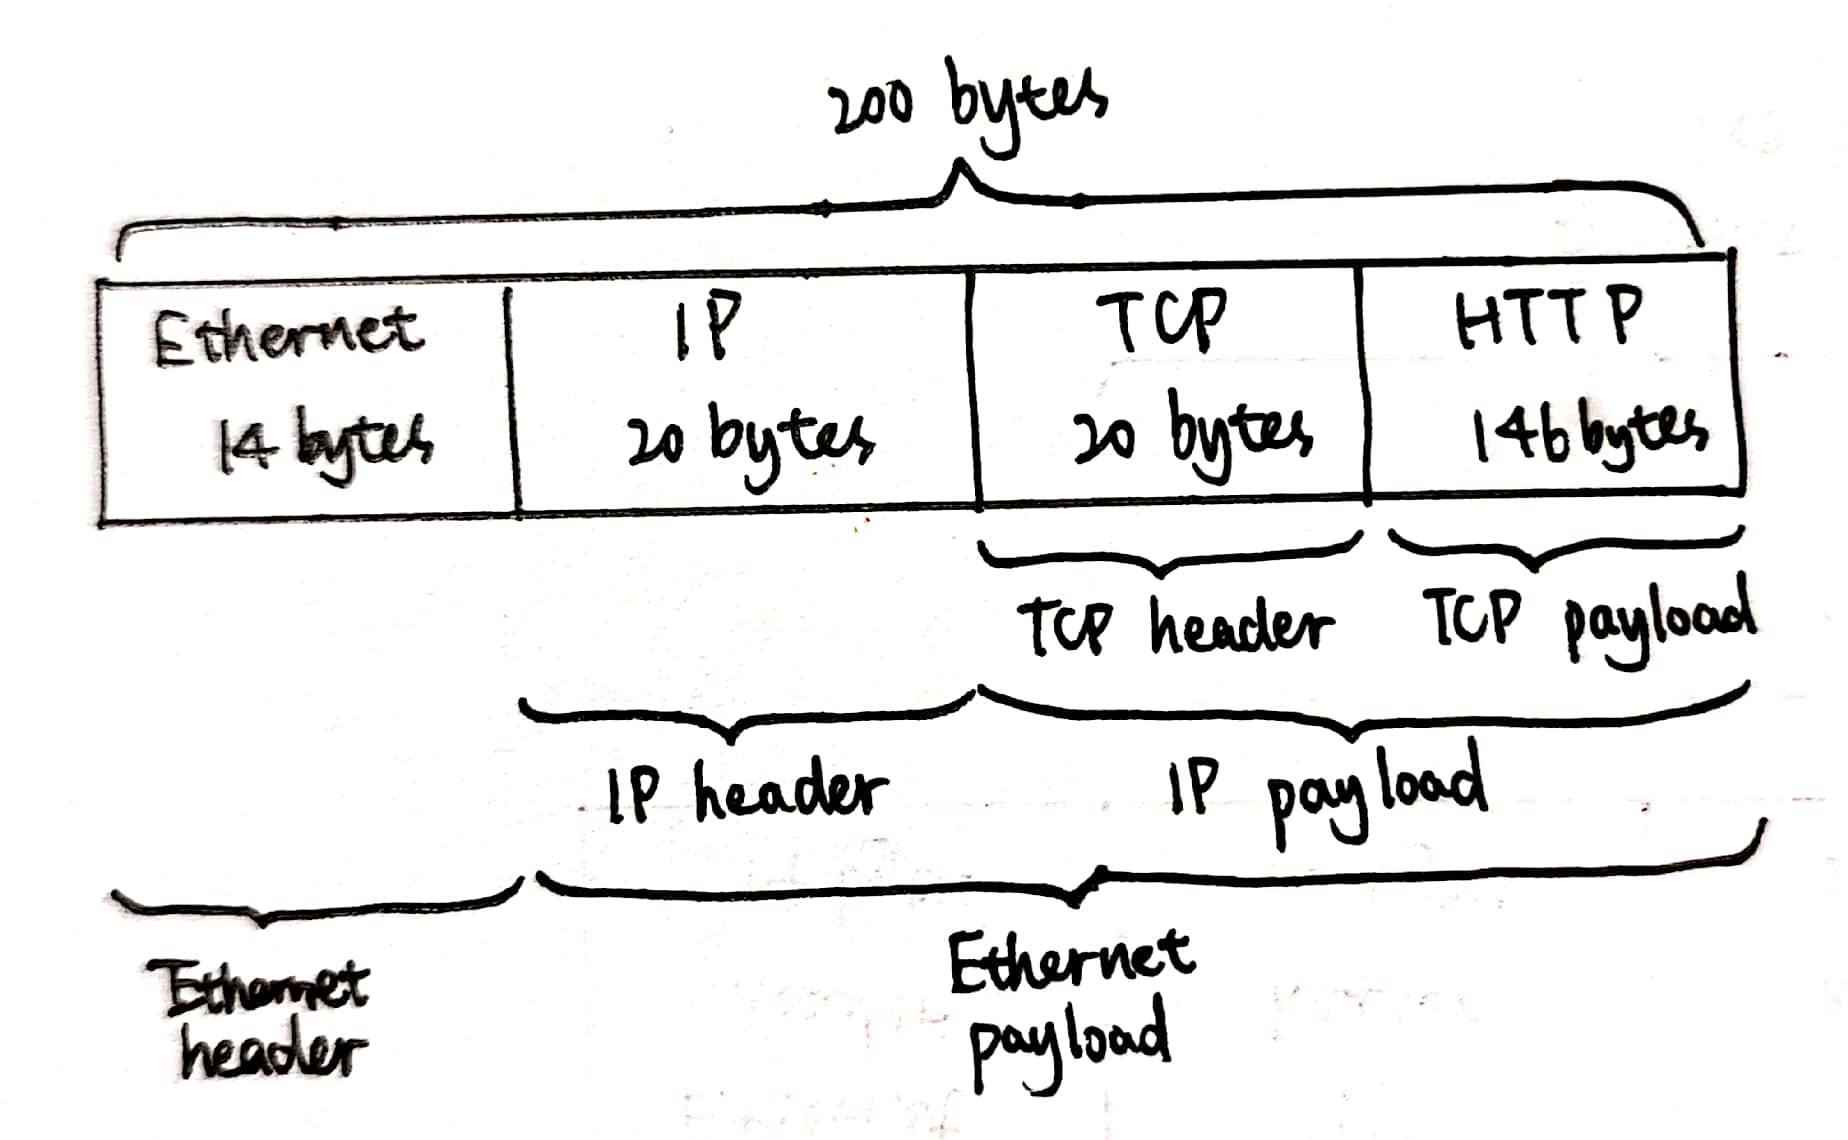 200 bytes
Ethernet IP TCP HTTP
14 bytes 20 bytes 20 bytes 146 bytes
TCP header TCP payload
IP header IP payload
Ethernet header
Ethernet payload